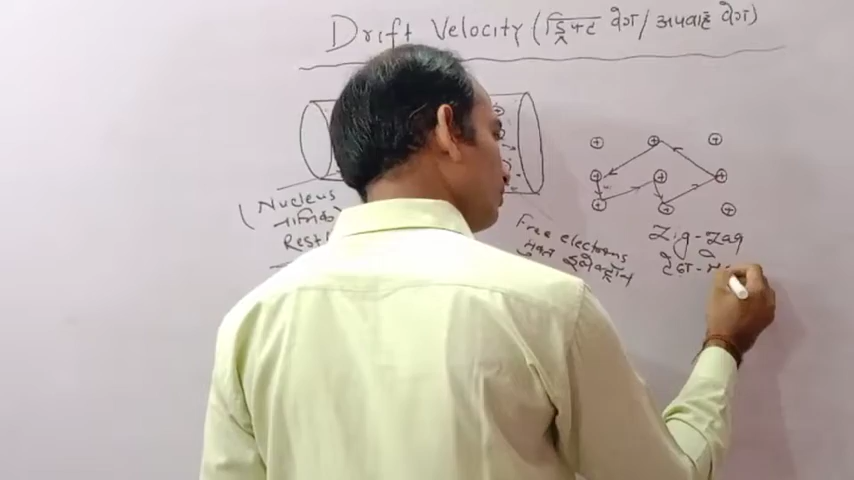 Drift Velocity (ड्रिफ्ट वेग / अपवाह वेग)
(Nucleus
नाभिक)
Rest
Free electrons
मुक्त इलेक्ट्रॉन
Zig-Zag